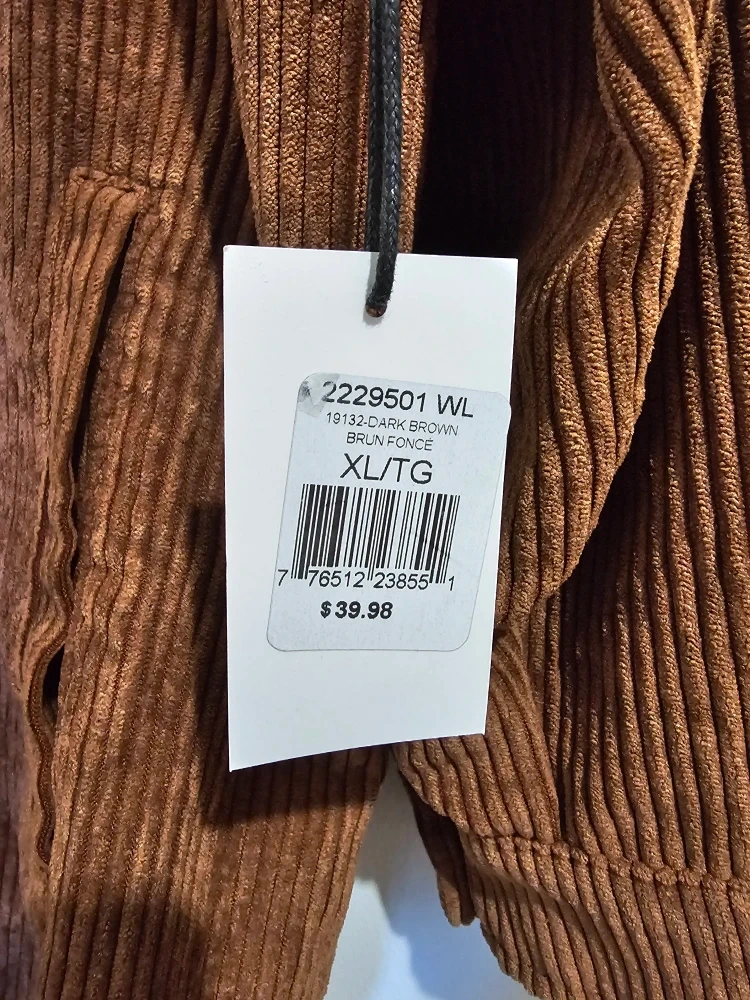 2229501 WL
19132-DARK BROWN
BRUN FONCÉ
XL/TG
7 76512 23855 1
$39.98